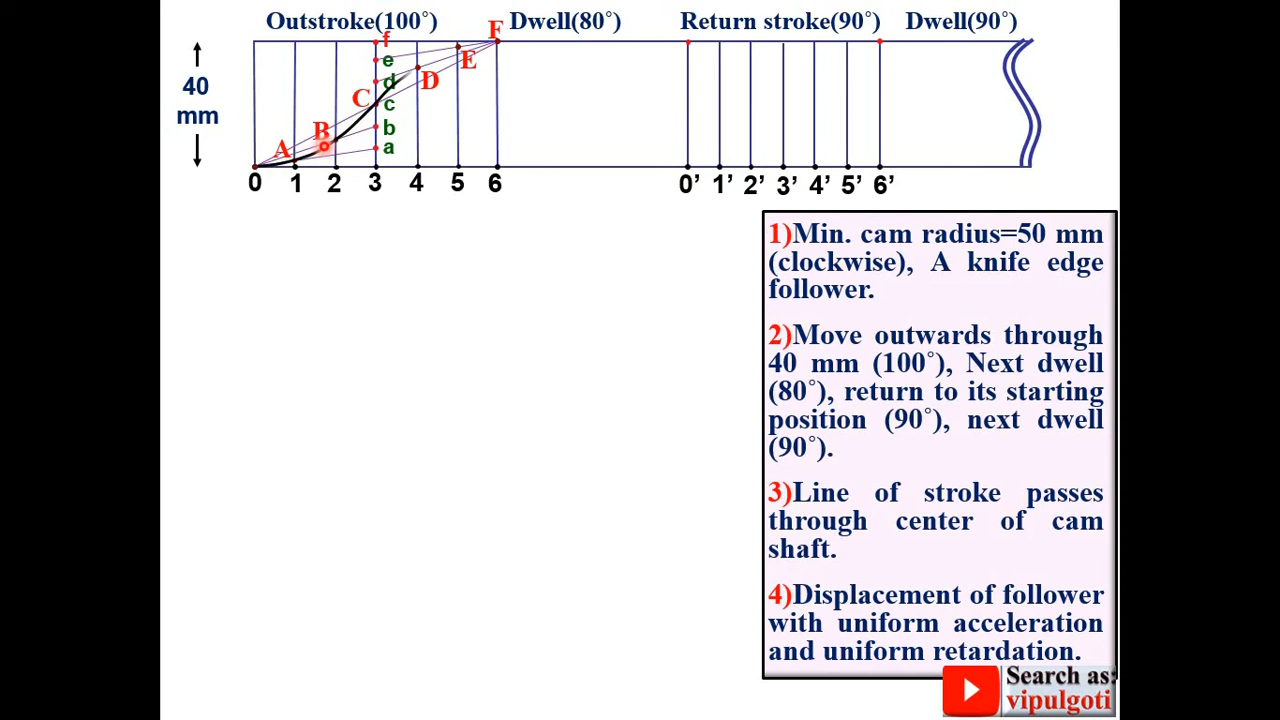 Outstroke(100˚) Dwell(80˚) Return stroke(90˚) Dwell(90˚)
f F
e E
40 mm
d D
C c
B b
A a
0 1 2 3 4 5 6 0’ 1’ 2’ 3’ 4’ 5’ 6’
1)Min. cam radius=50 mm
(clockwise), A knife edge
follower.
2)Move outwards through
40 mm (100˚), Next dwell
(80˚), return to its starting
position (90˚), next dwell
(90˚).
3)Line of stroke passes
through center of cam
shaft.
4)Displacement of follower
with uniform acceleration
and uniform retardation.
Search as:
vipulgoti